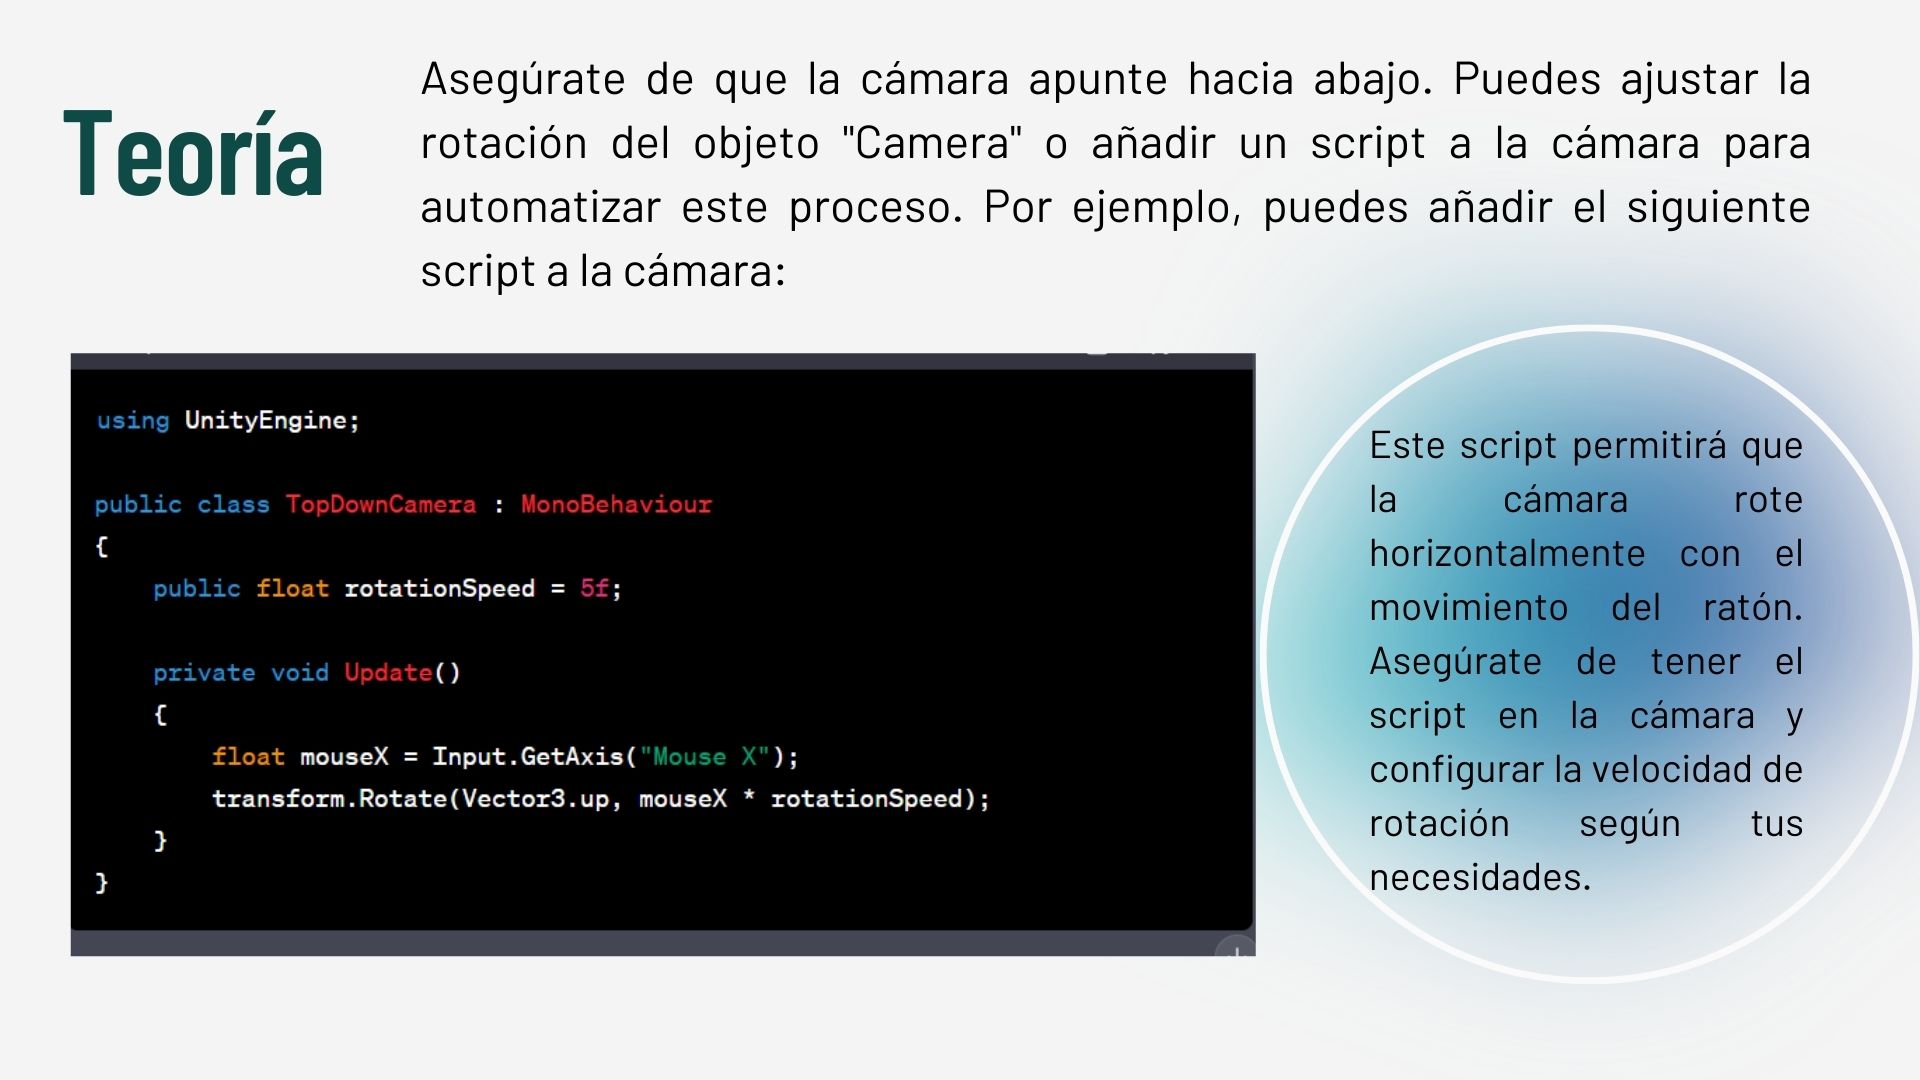 Teoría
Asegúrate de que la cámara apunte hacia abajo. Puedes ajustar la
rotación del objeto "Camera" o añadir un script a la cámara para
automatizar este proceso. Por ejemplo, puedes añadir el siguiente
script a la cámara:
using UnityEngine;
public class TopDownCamera : MonoBehaviour
{
    public float rotationSpeed = 5f;
    private void Update()
    {
        float mouseX = Input.GetAxis("Mouse X");
        transform.Rotate(Vector3.up, mouseX * rotationSpeed);
    }
}
Este script permitirá que
la cámara rote
horizontalmente con el
movimiento del ratón.
Asegúrate de tener el
script en la cámara y
configurar la velocidad de
rotación según tus
necesidades.